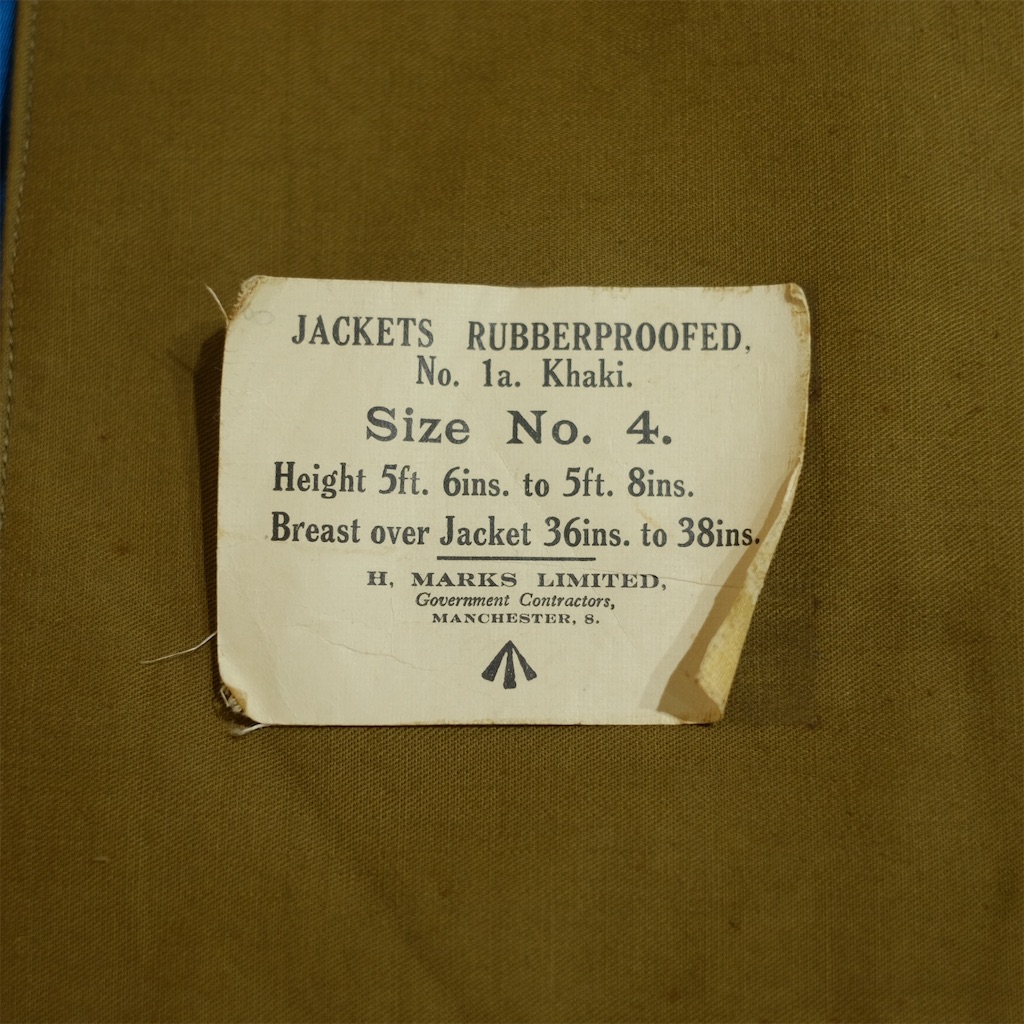 JACKETS RUBBERPROOFED,
No. 1a. Khaki.
Size No. 4.
Height 5ft. 6ins. to 5ft. 8ins.
Breast over Jacket 36ins. to 38ins.
H. MARKS LIMITED,
Government Contractors,
MANCHESTER, 8.